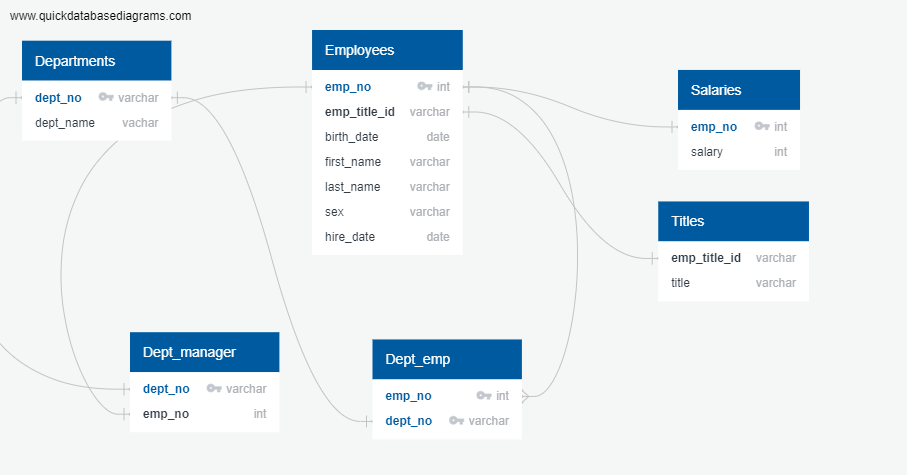 www.quickdatabasediagrams.com
Departments
dept_no varchar
dept_name vachar
Employees
emp_no int
emp_title_id varchar
birth_date date
first_name varchar
last_name varchar
sex varchar
hire_date date
Salaries
emp_no int
salary int
Titles
emp_title_id varchar
title varchar
Dept_manager
dept_no varchar
emp_no int
Dept_emp
emp_no int
dept_no varchar